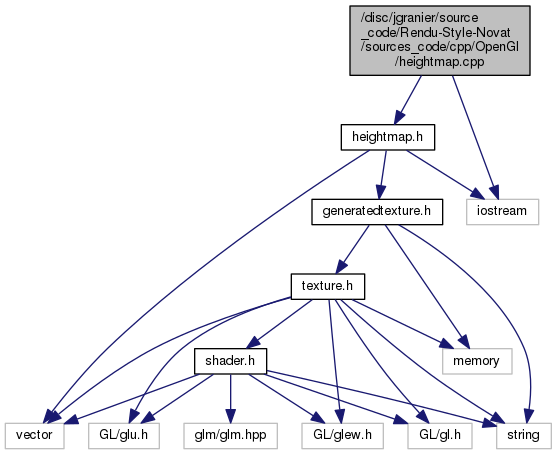 /disc/jgranier/source
_code/Rendu-Style-Novat
/sources_code/cpp/OpenGl
/heightmap.cpp
heightmap.h
generatedtexture.h
iostream
texture.h
shader.h
memory
vector
GL/glu.h
glm/glm.hpp
GL/glew.h
GL/gl.h
string